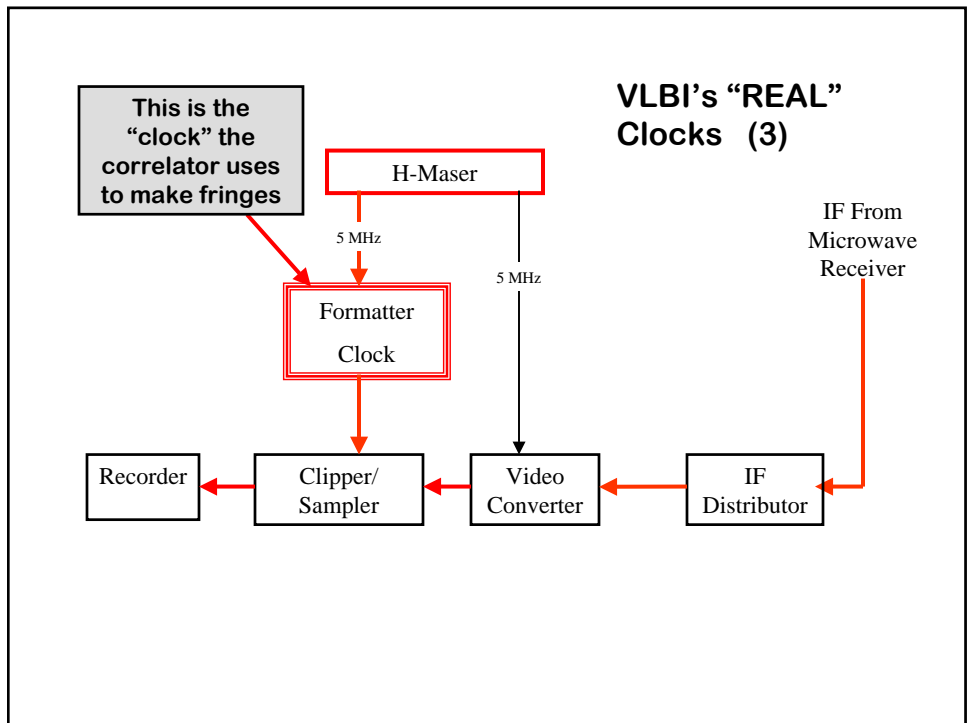 VLBI's “REAL”
Clocks (3)
This is the
“clock” the
correlator uses
to make fringes
H-Maser
5 MHz
5 MHz
IF From
Microwave
Receiver
Formatter
Clock
Recorder
Clipper/
Sampler
Video
Converter
IF
Distributor